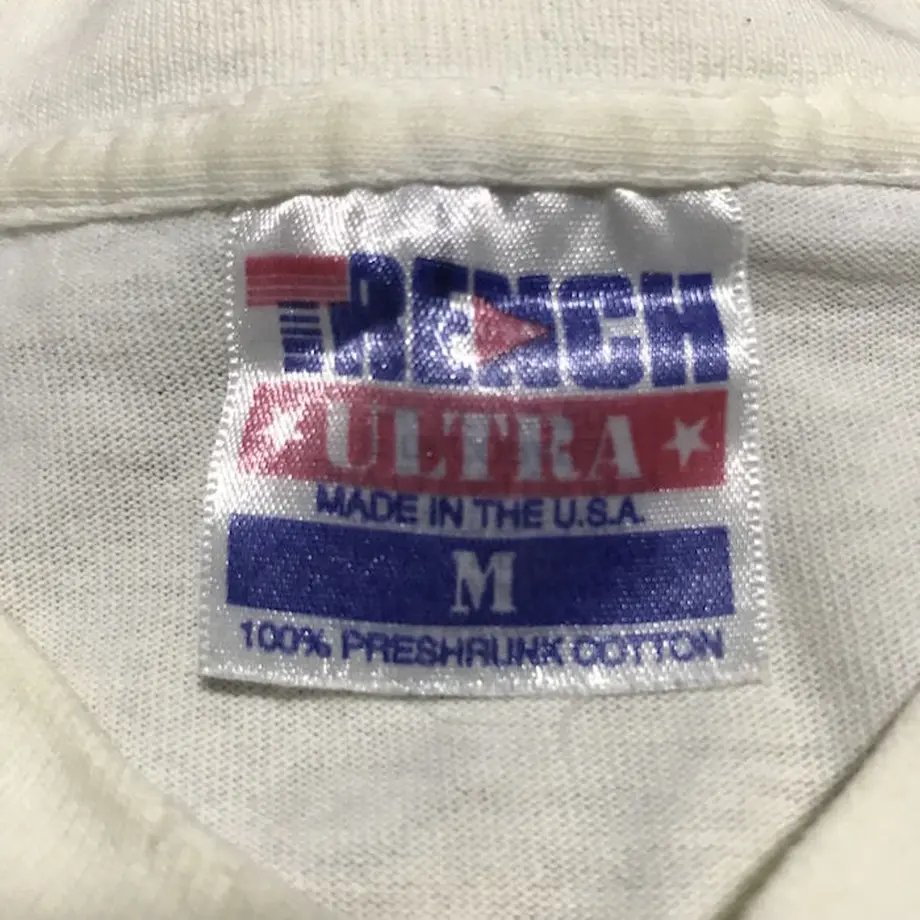 TRENCH
ULTRA
MADE IN THE U.S.A.
M
100% PRESHRUNK COTTON